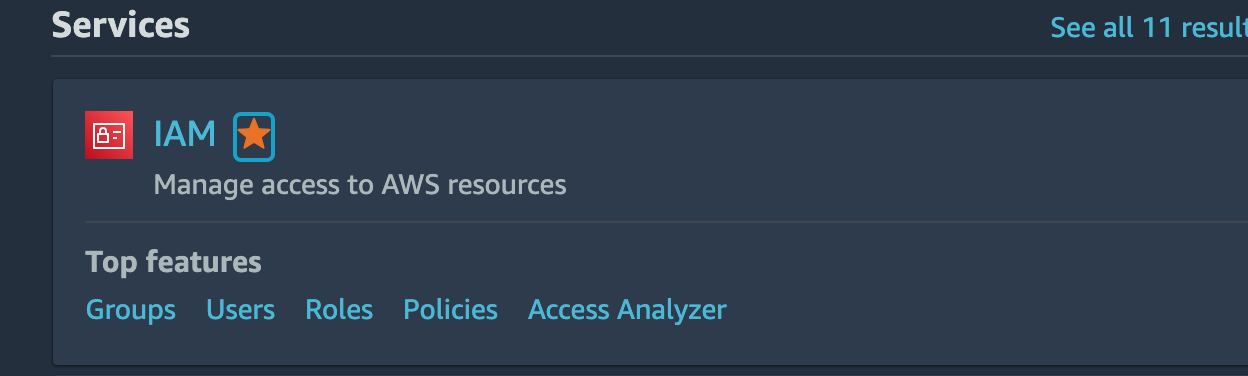 Services
See all 11 result
IAM
Manage access to AWS resources
Top features
Groups Users Roles Policies Access Analyzer